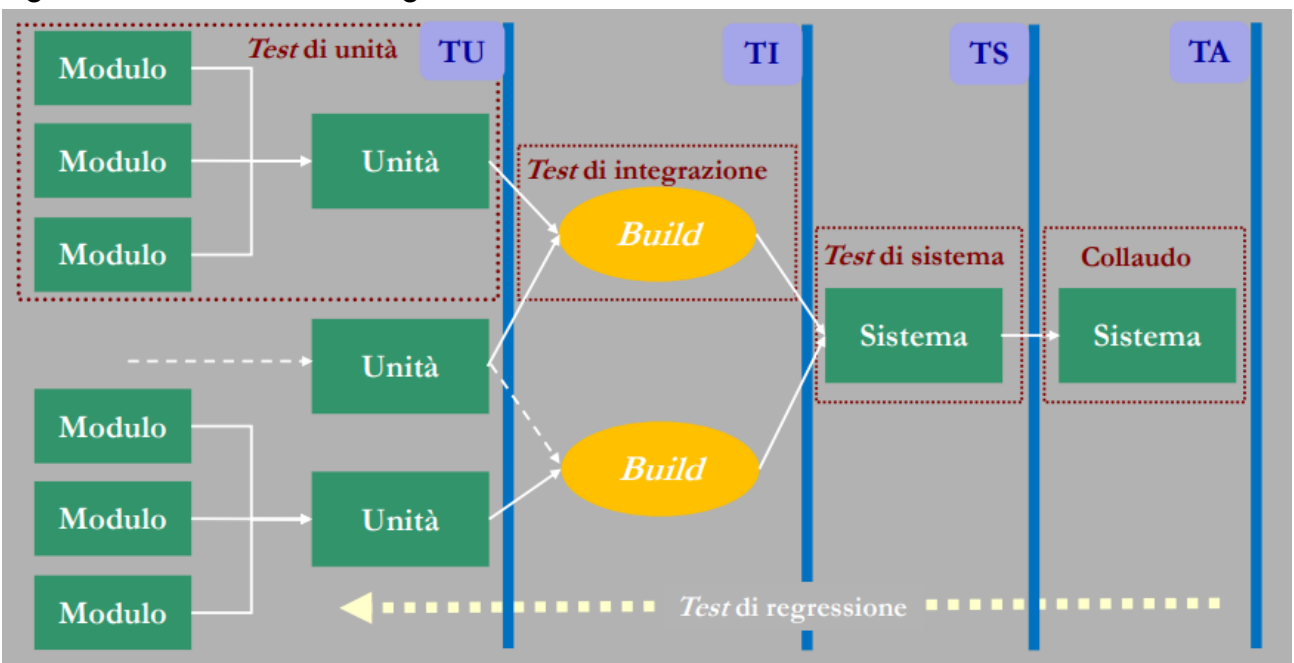 Test di unità
TU
TI
TS
TA
Modulo
Modulo
Modulo
Unità
Test di integrazione
Build
Test di sistema
Sistema
Collaudo
Sistema
Unità
Modulo
Modulo
Modulo
Unità
Build
Test di regressione